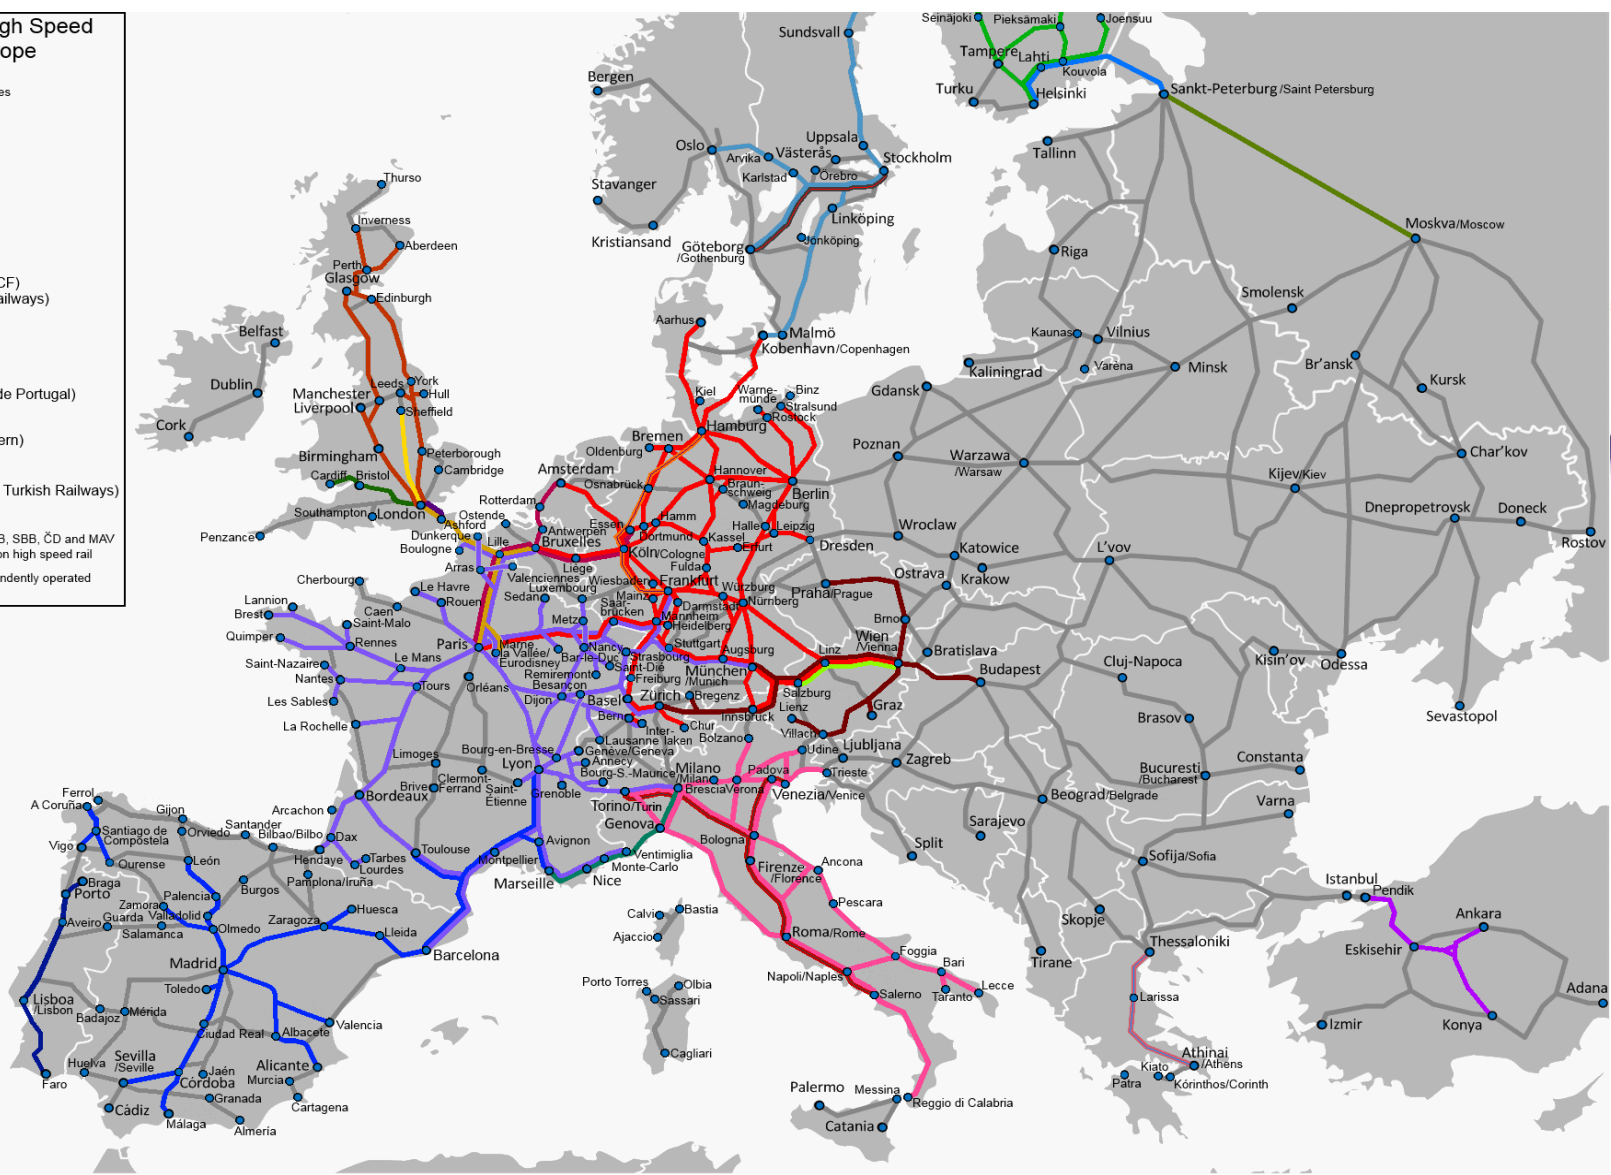 gh Speed
ope
es
CF)
ailways)
de Portugal)
ern)
Turkish Railways)
B, SBB, ČD and MAV
on high speed rail
ndently operated
Seinäjoki
Pieksämaki
Joensuu
Sundsvall
Tampere
Lahti
Kouvola
Turku
Helsinki
Sankt-Peterburg/Saint Petersburg
Bergen
Oslo
Arvika
Västerås
Uppsala
Stockholm
Karlstad
Örebro
Tallinn
Thurso
Stavanger
Kristiansand
Linköping
Jönköping
Göteborg
/Gothenburg
Inverness
Aberdeen
Perth
Glasgow
Edinburgh
Riga
Moskva/Moscow
Smolensk
Belfast
Dublin
Cork
Aarhus
Malmö
Kobenhavn/Copenhagen
Kaunas
Vilnius
Varèna
Minsk
Br'ansk
Kursk
Kaliningrad
Gdansk
Leeds
York
Hull
Manchester
Liverpool
Sheffield
Kiel
Warne-
münde
Binz
Stralsund
Rostock
Hamburg
Bremen
Oldenburg
Birmingham
Peterborough
Cambridge
Cardiff
Bristol
Amsterdam
Osnabrück
Hannover
Braun-
schweig
Magdeburg
Berlin
Poznan
Warzawa
/Warsaw
Kijev/Kiev
Char'kov
Southampton
London
Ashford
Penzance
Rotterdam
Ostende
Antwerpen
Dunkerque
Boulogne
Lille
Bruxelles
Essen
Hamm
Dortmund
Kassel
Halle
Leipzig
Erfurt
Dresden
Wroclaw
Dnepropetrovsk
Doneck
Rostov
Köln/Cologne
Liège
Arras
Valenciennes
Luxembourg
Sedan
Wiesbaden
Fulda
Frankfurt
Mainz
Würzburg
Darmstadt
Nürnberg
Katowice
Krakow
Ostrava
L'vov
Praha/Prague
Brno
Cherbourg
Le Havre
Rouen
Caen
Lannion
Brest
Saint-Malo
Quimper
Rennes
Paris
Marne
la Vallée/
Eurodisney
Metz
Saar-
brücken
Mannheim
Heidelberg
Nancy
Bar-le-Duc
Strasbourg
Stuttgart
Augsburg
Saint-Dié
Remiremont
Freiburg
München
/Munich
Wien
/Vienna
Linz
Bratislava
Budapest
Cluj-Napoca
Kisin'ov
Odessa
Sevastopol
Saint-Nazaire
Nantes
Le Mans
Tours
Orléans
Les Sables
La Rochelle
Besançon
Dijon
Basel
Zürich
Bregenz
Bern
Inter-
laken
Chur
Innsbruck
Salzburg
Lienz
Graz
Villach
Bolzano
Brasov
Limoges
Brive
Clermont-
Ferrand
Bourg-en-Bresse
Lyon
Lausanne
Genéve/Geneva
Annecy
Bourg-S.-Maurice
Saint-
Étienne
Grenoble
Milano
/Milan
Brescia
Verona
Padova
Udine
Trieste
Venezia/Venice
Ljubljana
Zagreb
Beograd/Belgrade
Bucuresti
/Bucharest
Constanta
Varna
Bordeaux
Arcachon
Torino/Turin
Genova
Bologna
Split
Sarajevo
Sofija/Sofia
Ferrol
A Coruña
Gijon
Santander
Santiago de
Compostela
Orviedo
Bilbao/Bilbo
Dax
Hendaye
Vigo
Ourense
León
Toulouse
Tarbes
Lourdes
Pamplona/Iruña
Montpellier
Avignon
Marseille
Nice
Ventimiglia
Monte-Carlo
Firenze
/Florence
Ancona
Pescara
Braga
Porto
Burgos
Palencia
Zamora
Valladolid
Guarda
Aveiro
Salamanca
Olmedo
Huesca
Zaragoza
Lleida
Barcelona
Calvi
Bastia
Ajaccio
Roma/Rome
Foggia
Bari
Skopje
Tirane
Thessaloniki
Istanbul
Pendik
Ankara
Eskisehir
Adana
Konya
Izmir
Madrid
Toledo
Lisboa
/Lisbon
Badajoz
Mérida
Ciudad Real
Albacete
Valencia
Porto Torres
Olbia
Sassari
Cagliari
Napoli/Naples
Salerno
Taranto
Lecce
Larissa
Athinai
/Athens
Kiato
Patra
Kórinthos/Corinth
Sevilla
/Seville
Huelva
Faro
Jaén
Córdoba
Granada
Alicante
Murcia
Cartagena
Cádiz
Málaga
Almeria
Palermo
Messina
Reggio di Calabria
Catania